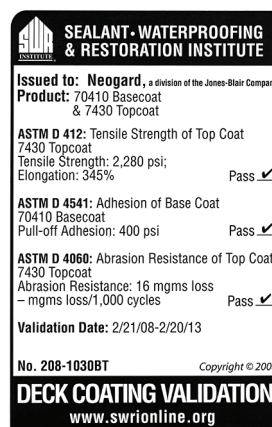 SWR
INSTITUTE
SEALANT • WATERPROOFING
& RESTORATION INSTITUTE
Issued to: Neogard, a division of the Jones-Blair Compan
Product: 70410 Basecoat
& 7430 Topcoat
ASTM D 412: Tensile Strength of Top Coat
7430 Topcoat
Tensile Strength: 2,280 psi;
Elongation: 345% Pass ✔
ASTM D 4541: Adhesion of Base Coat
70410 Basecoat
Pull-off Adhesion: 400 psi Pass ✔
ASTM D 4060: Abrasion Resistance of Top Coat
7430 Topcoat
Abrasion Resistance: 16 mgms loss
– mgms loss/1,000 cycles Pass ✔
Validation Date: 2/21/08-2/20/13
No. 208-1030BT Copyright © 200
DECK COATING VALIDATION
www.swrionline.org